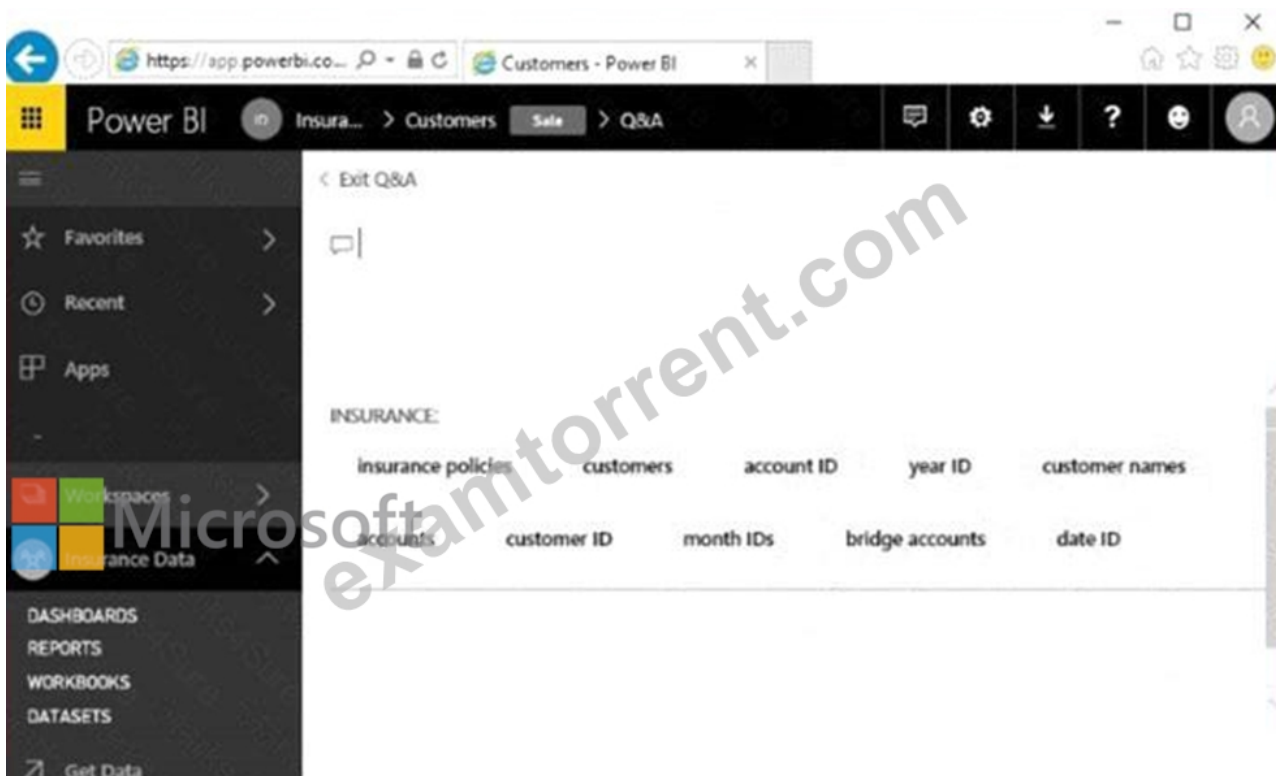 https://app.powerbi.co...
Customers - Power BI
Power BI
Insura... > Customers Sale > Q&A
?
< Exit Q&A
Favorites >
Recent >
Apps
INSURANCE:
insurance policies customers account ID year ID customer names
Workspaces >
accounts customer ID month IDs bridge accounts date ID
Insurance Data
DASHBOARDS
REPORTS
WORKBOOKS
DATASETS
Get Data
Microsoft
examtorrent.com